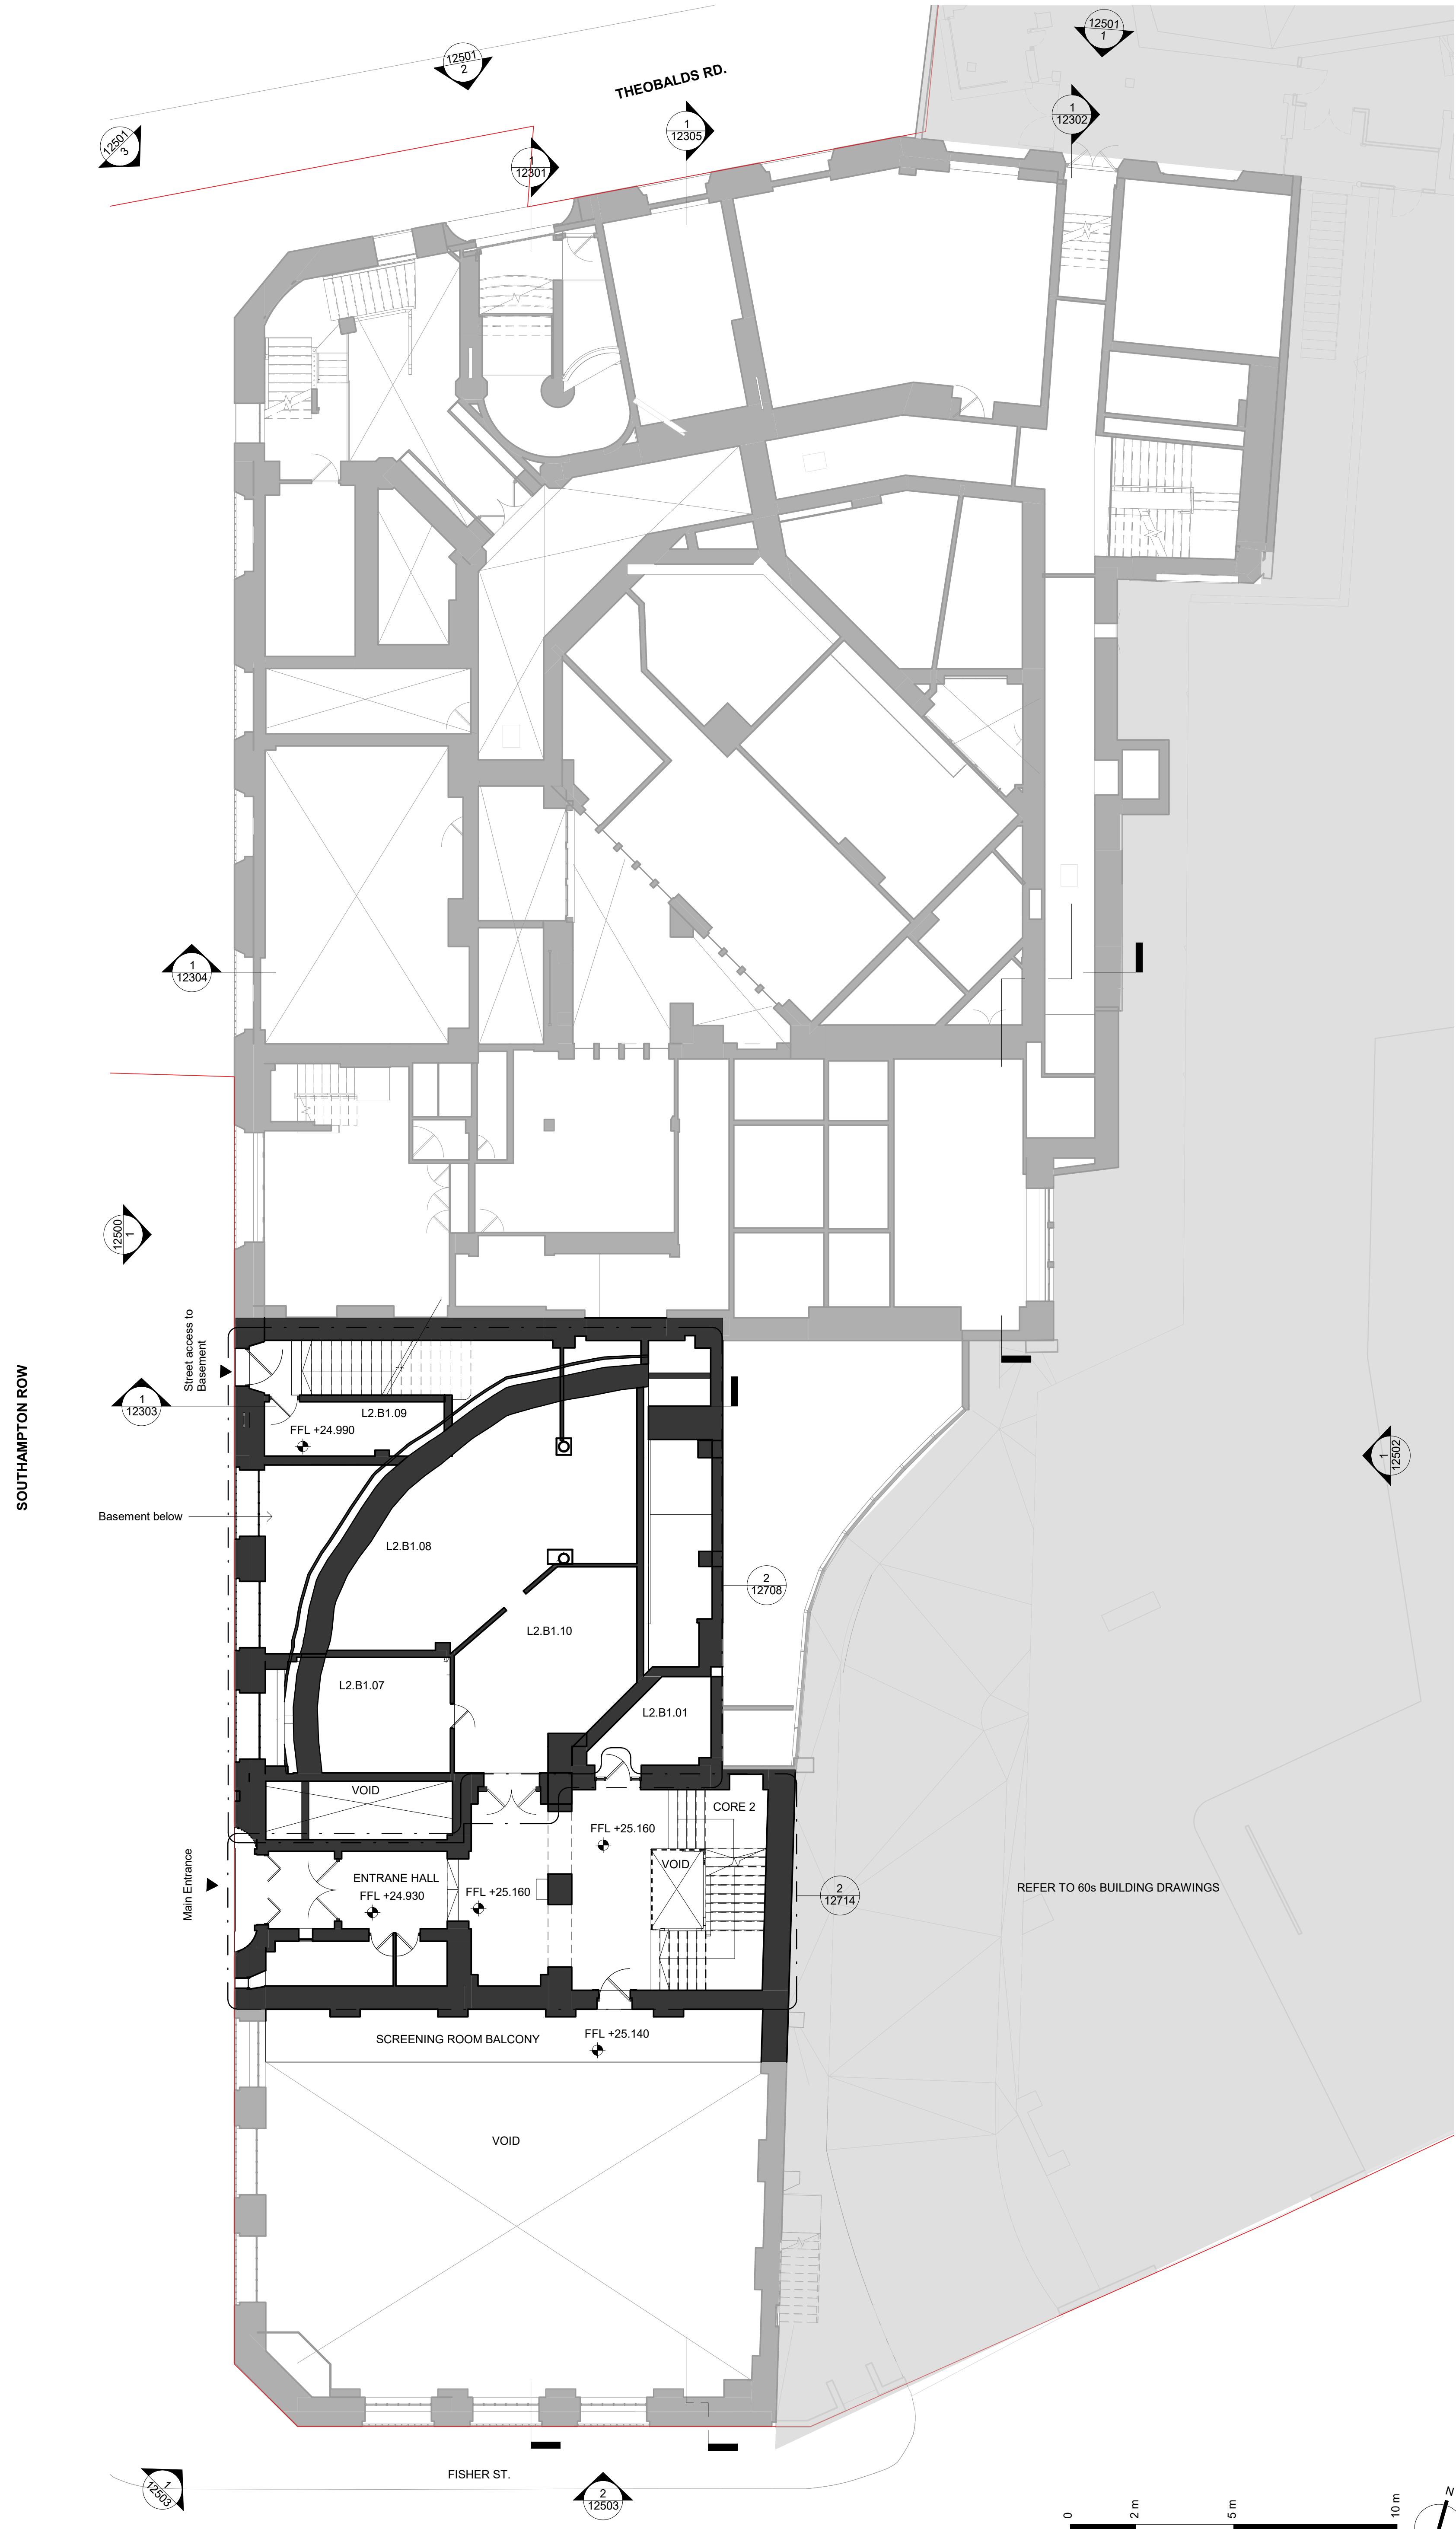 12501
1
12501
2
THEOBALDS RD.
1
12302
1
12305
12501
3
1
12301
1
12304
12500
1
Street access to
Basement
SOUTHAMPTON ROW
1
12303
L2.B1.09
FFL +24.990
1
12502
Basement below
L2.B1.08
2
12708
L2.B1.10
L2.B1.07
L2.B1.01
VOID
CORE 2
FFL +25.160
Main Entrance
ENTRANE HALL
FFL +24.930
FFL +25.160
VOID
2
12714
REFER TO 60s BUILDING DRAWINGS
SCREENING ROOM BALCONY
FFL +25.140
VOID
FISHER ST.
1
12503
2
12503
0
2 m
5 m
10 m
N